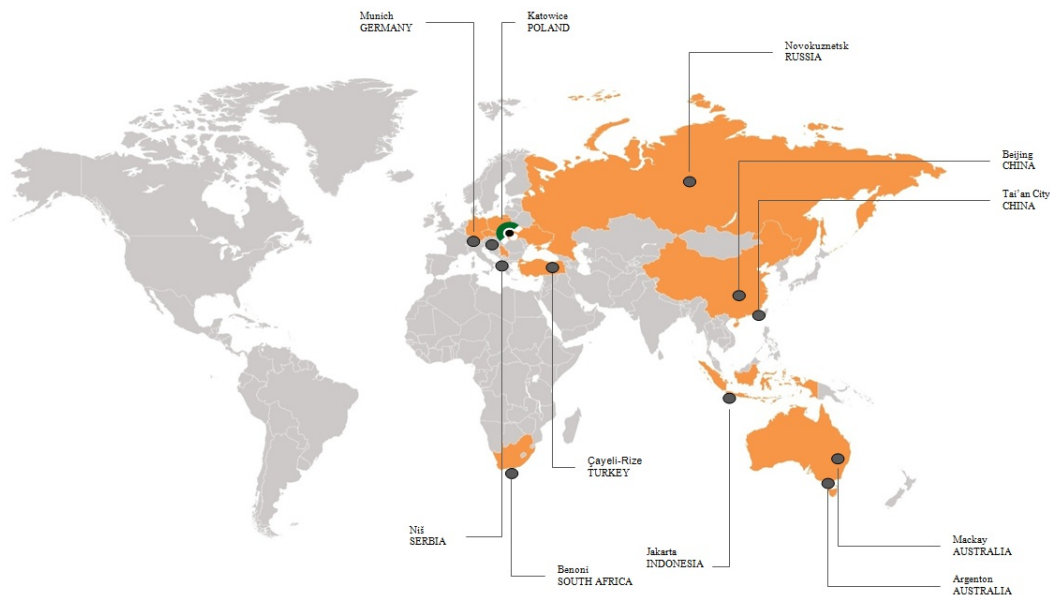 Munich
GERMANY
Katowice
POLAND
Novokuznetsk
RUSSIA
Beijing
CHINA
Tai'an City
CHINA
Çayeli-Rize
TURKEY
Niš
SERBIA
Benoni
SOUTH AFRICA
Jakarta
INDONESIA
Mackay
AUSTRALIA
Argenton
AUSTRALIA